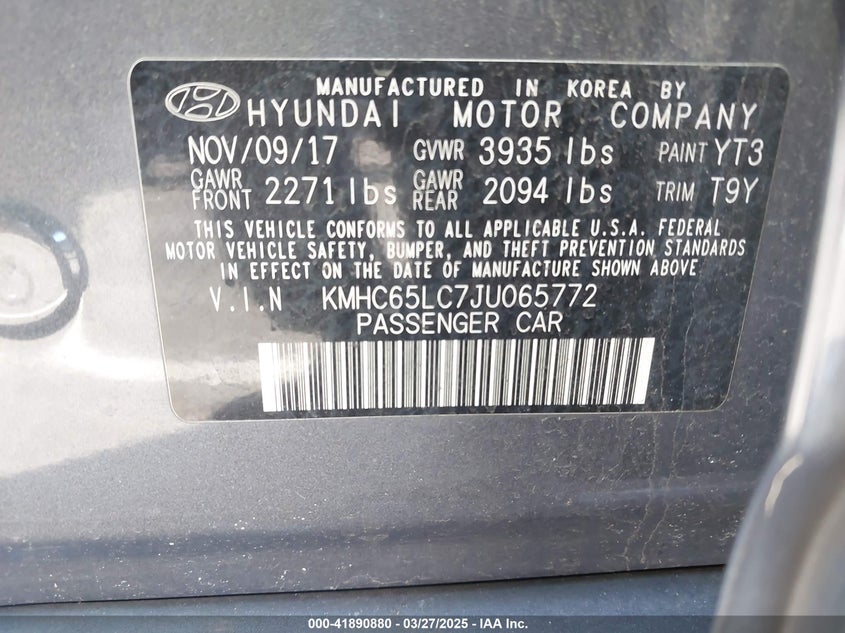 MANUFACTURED IN KOREA BY
HYUNDAI MOTOR COMPANY
NOV/09/17 GVWR 3935 lbs PAINT YT3
GAWR FRONT 2271 lbs GAWR REAR 2094 lbs TRIM T9Y
THIS VEHICLE CONFORMS TO ALL APPLICABLE U.S.A. FEDERAL
MOTOR VEHICLE SAFETY, BUMPER, AND THEFT PREVENTION STANDARDS
IN EFFECT ON THE DATE OF MANUFACTURE SHOWN ABOVE
V.I.N KMHC65LC7JU065772
PASSENGER CAR
000-41890880 — 03/27/2025 — IAA Inc.